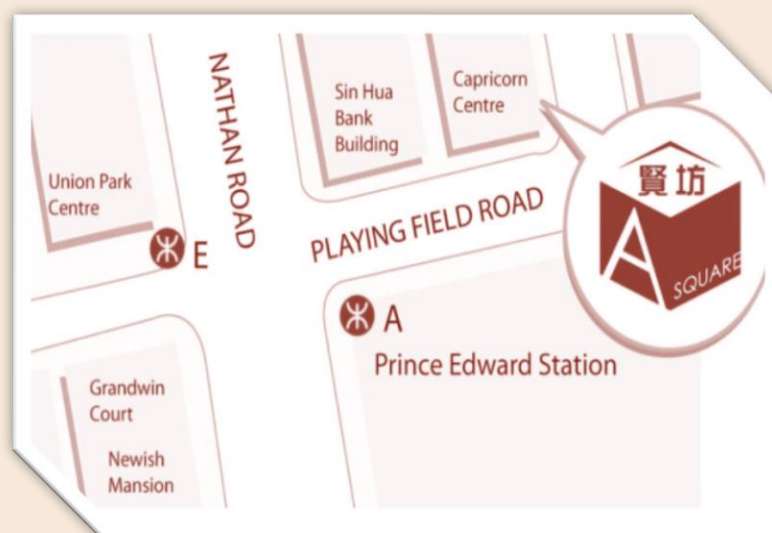 NATHAN ROAD
Sin Hua
Bank
Building
Capricorn
Centre
Union Park
Centre
E
PLAYING FIELD ROAD
賢坊
A
SQUARE
A
Prince Edward Station
Grandwin
Court
Newish
Mansion